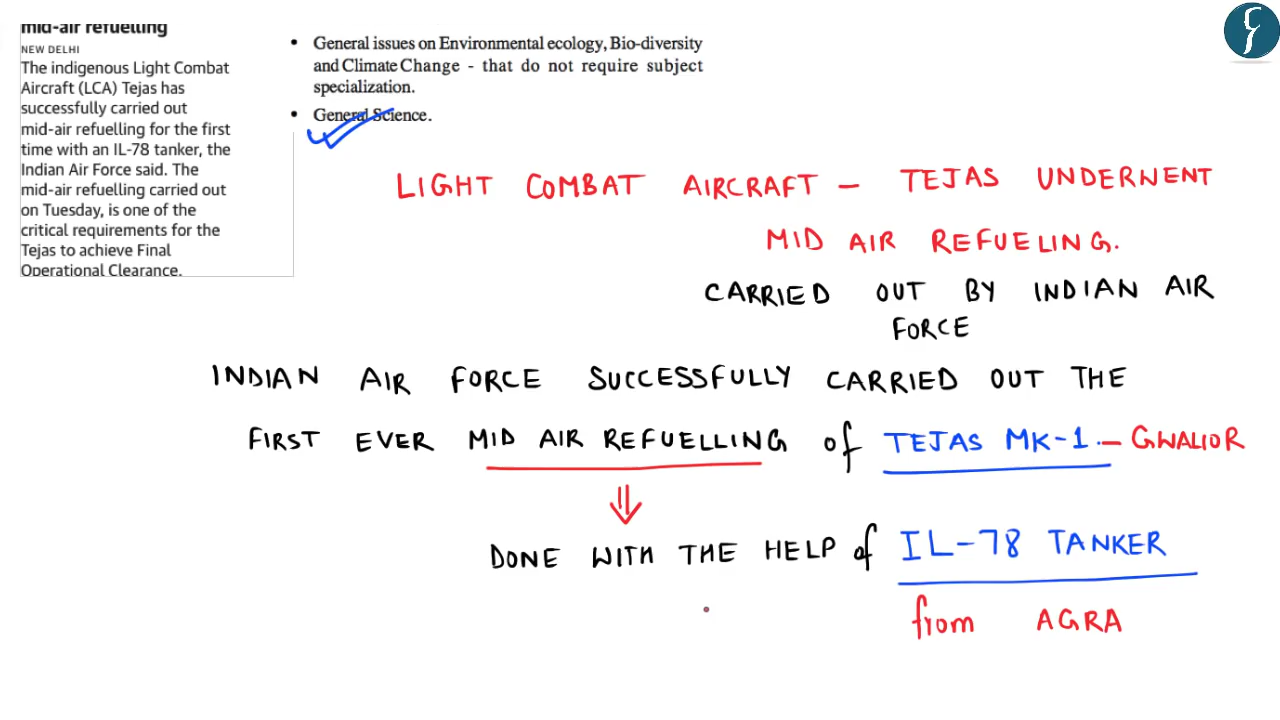 mid-air refuelling
NEW DELHI
The indigenous Light Combat
Aircraft (LCA) Tejas has
successfully carried out
mid-air refuelling for the first
time with an IL-78 tanker, the
Indian Air Force said. The
mid-air refuelling carried out
on Tuesday, is one of the
critical requirements for the
Tejas to achieve Final
Operational Clearance.
• General issues on Environmental ecology, Bio-diversity
and Climate Change - that do not require subject
specialization.
• General Science.
LIGHT COMBAT AIRCRAFT – TEJAS UNDERWENT
MID AIR REFUELING.
CARRIED OUT BY INDIAN AIR
FORCE
INDIAN AIR FORCE SUCCESSFULLY CARRIED OUT THE
FIRST EVER MID AIR REFUELLING of TEJAS MK-1. – GWALIOR
DONE WITH THE HELP of IL-78 TANKER
from AGRA